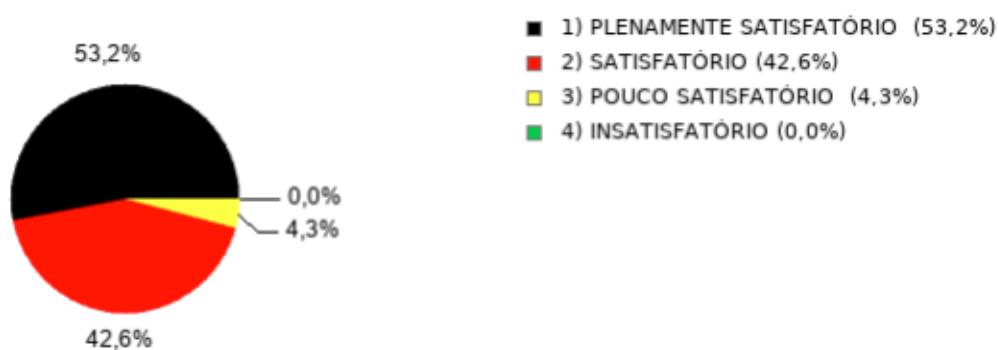 53,2%
0,0%
4,3%
42,6%
1) PLENAMENTE SATISFATÓRIO (53,2%)
2) SATISFATÓRIO (42,6%)
3) POUCO SATISFATÓRIO (4,3%)
4) INSATISFATÓRIO (0,0%)